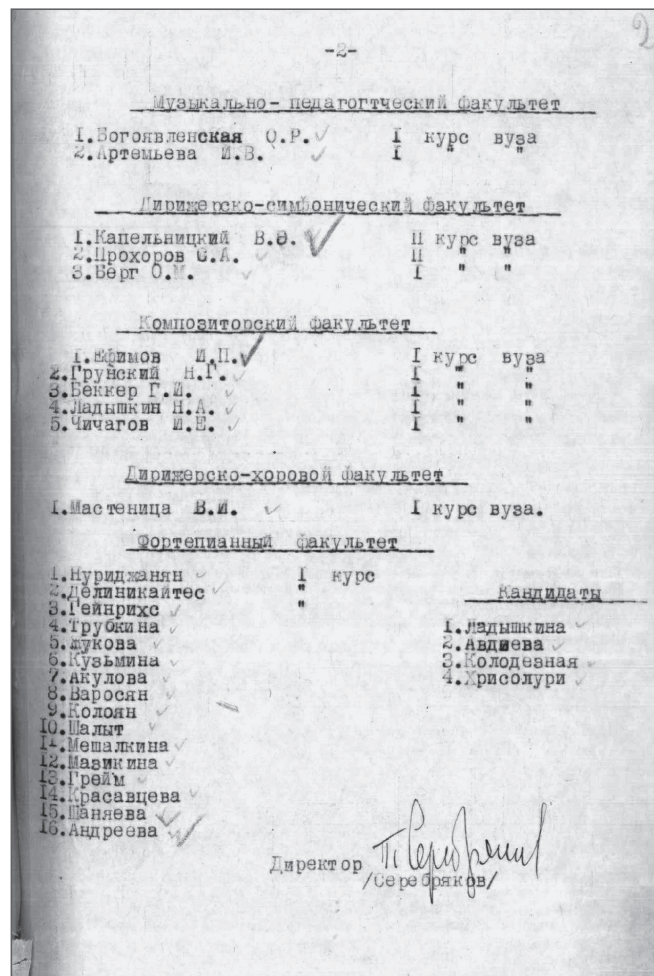 2
-2-
Музыкально- педагогтческий факультет
I.Богоявленская О.Р. I курс вуза
2.Артемьева И.В. I " "
Дирижерско-симфонический факультет
I.Капельницкий В.Э. II курс вуза
2.Прохоров С.А. II " "
3.Берг О.М. I " "
Композиторский факультет
I.Ефимов И.П. I курс вуза
2.Грунский Н.Г. I " "
3.Беккер Г.И. I " "
4.Ладышкин Н.А. I " "
5.Чичагов И.Е. I " "
Дирижерско-хоровой факультет
I.Мастеница В.И. I курс вуза.
Фортепианный факультет
1.Нуриджанян I курс
2.Делиникайтес "
3.Гейнрихс "
4.Трубкина
5.Жукова
6.Кузьмина
7.Акулова
8.Варосян
9.Колоян
10.Шалыт
11.Мешалкина
12.Мазикина
13.Грейм
14.Красавцева
15.Шаняева
16.Андреева
Кандидаты
1.Ладышкина
2.Авдиева
3.Колодезная
4.Хрисолури
Директор
/Серебряков/